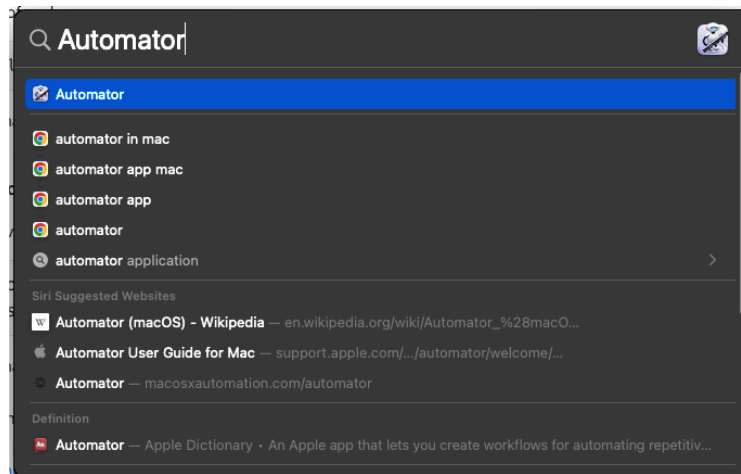 Automator
Automator
automator in mac
automator app mac
automator app
automator
automator application
Siri Suggested Websites
W Automator (macOS) - Wikipedia — en.wikipedia.org/wiki/Automator_%28macO...
Automator User Guide for Mac — support.apple.com/.../automator/welcome/...
Automator — macosxautomation.com/automator
Definition
Automator — Apple Dictionary • An Apple app that lets you create workflows for automating repetitiv...